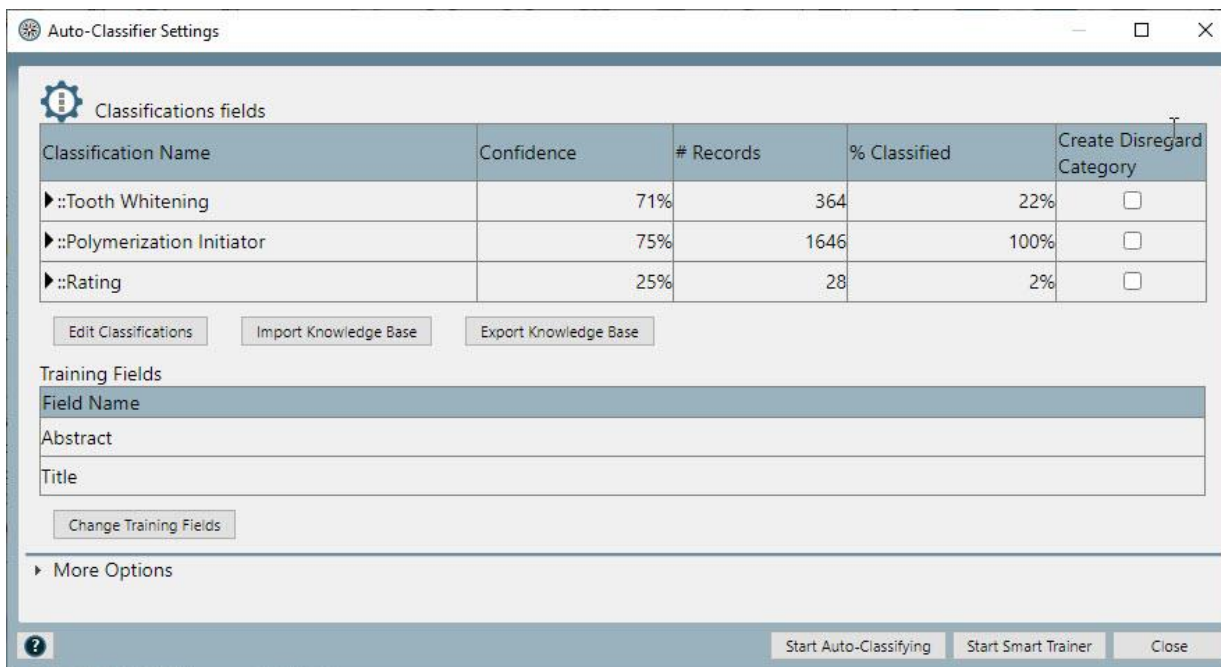 Auto-Classifier Settings
Classifications fields
Classification Name Confidence # Records % Classified Create Disregard Category
::Tooth Whitening 71% 364 22%
::Polymerization Initiator 75% 1646 100%
::Rating 25% 28 2%
Edit Classifications Import Knowledge Base Export Knowledge Base
Training Fields
Field Name
Abstract
Title
Change Training Fields
More Options
? Start Auto-Classifying Start Smart Trainer Close